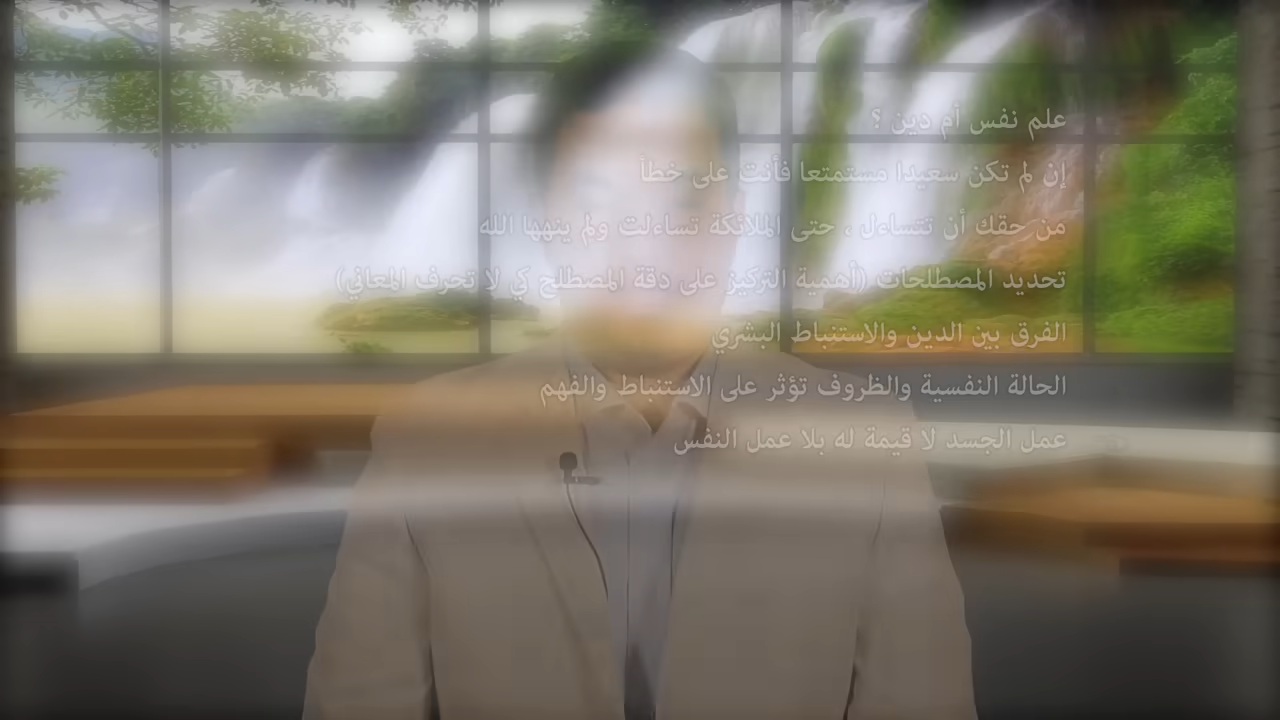 علم نفس أم دين ؟
إن لم تكن سعيدا مستمتعا فأنت على خطأ
من حقك أن تتساءل ، حتى الملائكة تساءلت ولم ينهها الله
تحديد المصطلحات (أهمية التركيز على دقة المصطلح كي لا تحرف المعاني)
الفرق بين الدين والاستنباط البشري
الحالة النفسية والظروف تؤثر على الاستنباط والفهم
عمل الجسد لا قيمة له بلا عمل النفس